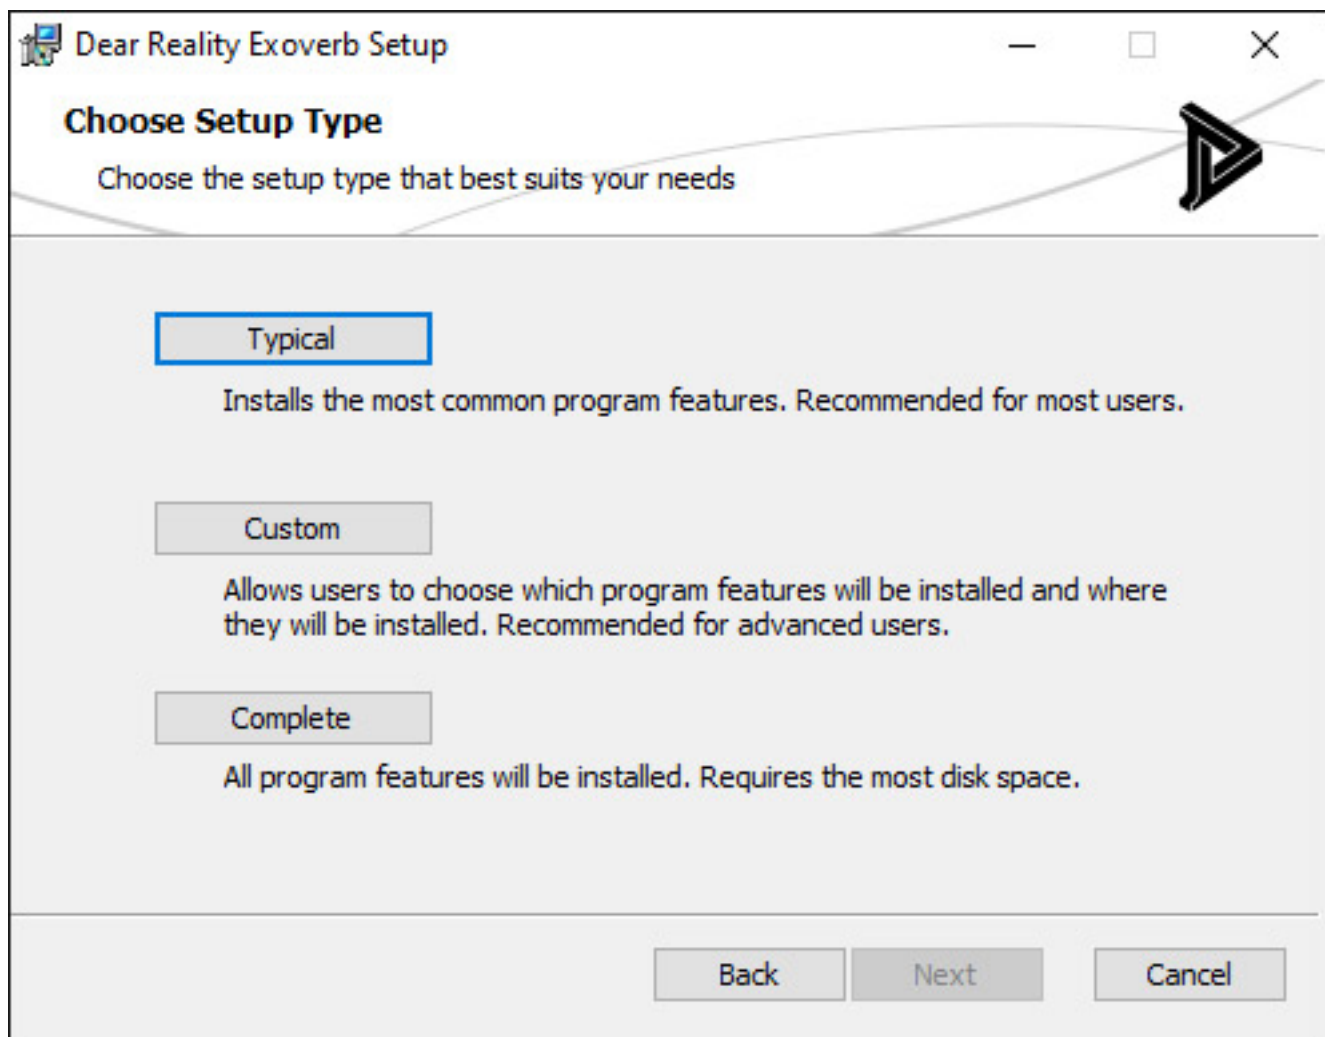 Dear Reality Exoverb Setup
Choose Setup Type
Choose the setup type that best suits your needs
Typical
Installs the most common program features. Recommended for most users.
Custom
Allows users to choose which program features will be installed and where
they will be installed. Recommended for advanced users.
Complete
All program features will be installed. Requires the most disk space.
Back Next Cancel